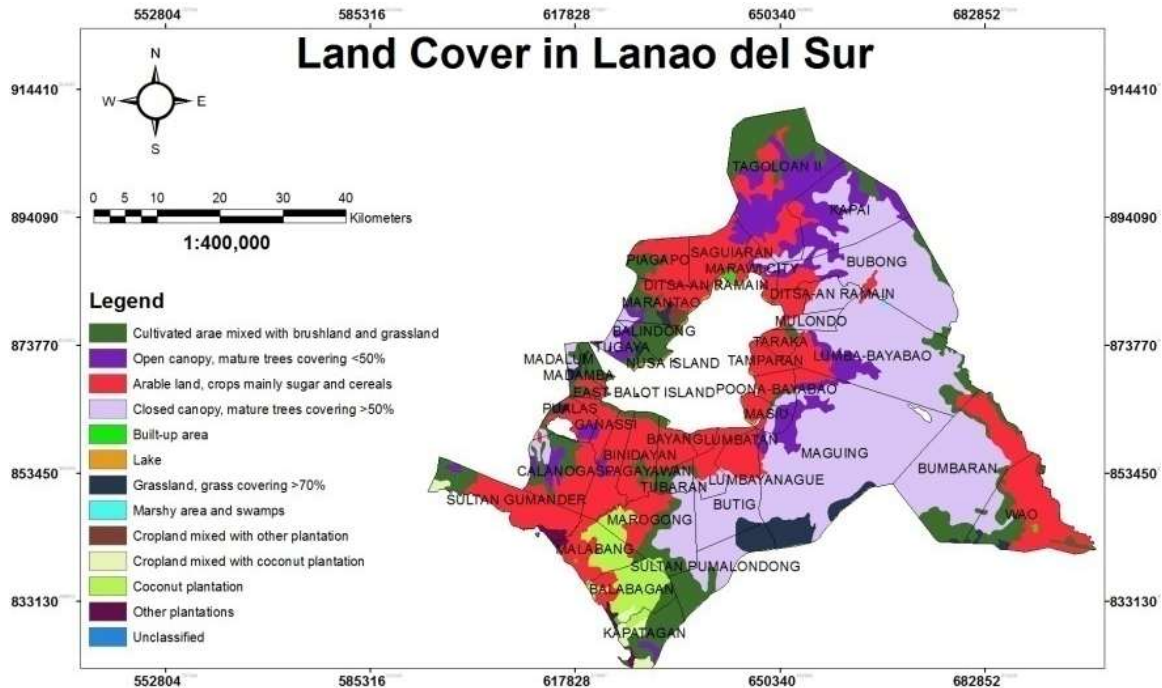 552804 585316 617828 650340 682852
Land Cover in Lanao del Sur
914410 914410
N
W E
S
0 5 10 20 30 40
Kilometers
1:400,000
894090 894090
873770 873770
853450 853450
833130 833130
Legend
Cultivated arae mixed with brushland and grassland
Open canopy, mature trees covering <50%
Arable land, crops mainly sugar and cereals
Closed canopy, mature trees covering >50%
Built-up area
Lake
Grassland, grass covering >70%
Marshy area and swamps
Cropland mixed with other plantation
Cropland mixed with coconut plantation
Coconut plantation
Other plantations
Unclassified
TAGOLOAN II
KAPAI
SAGUIARAN
PIAGAPO
BUBONG
MARAWI CITY
DITSA-AN RAMAIN
DITSA-AN RAMAIN
MARANTAO
MULONDO
BALINDONG
TARAKA
TUGAYA
MADALUM
NUSA ISLAND
TAMPARAN
LUMBA-BAYABAO
MADAMBA
EAST BALOT ISLAND
POONA-BAYABAO
PUALAS
MASIU
GANASSI
BAYANG
LUMBATAN
BINIDAYAN
MAGUING
CALANOGAS
PAGAYAWAN
BUMBARAN
TUBARAN
LUMBAYANAGUE
SULTAN GUMANDER
BUTIG
MAROGONG
WAO
MALABANG
SULTAN PUMALONDONG
BALABAGAN
KAPATAGAN
552804 585316 617828 650340 682852